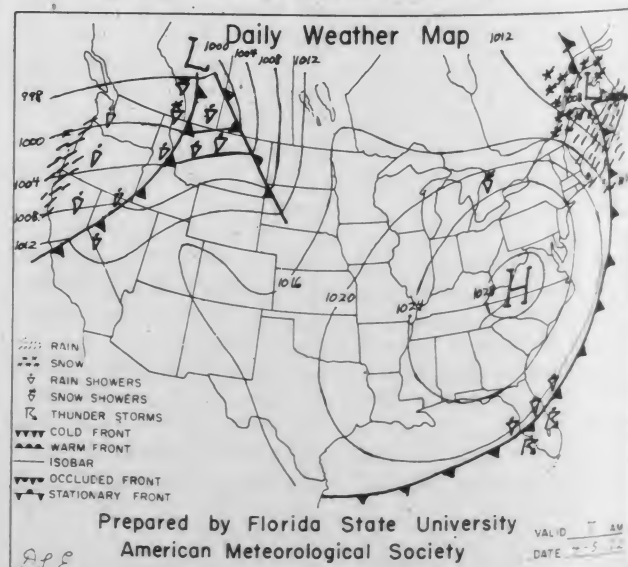 Daily Weather Map
L 1000 1004 1008 1012
1012
998
1000
1004
1008
1012
L
1008
1016
1020
1024
1028
H
RAIN
SNOW
RAIN SHOWERS
SNOW SHOWERS
THUNDER STORMS
COLD FRONT
WARM FRONT
ISOBAR
OCCLUDED FRONT
STATIONARY FRONT
Prepared by Florida State University
American Meteorological Society
VALID AM
DATE